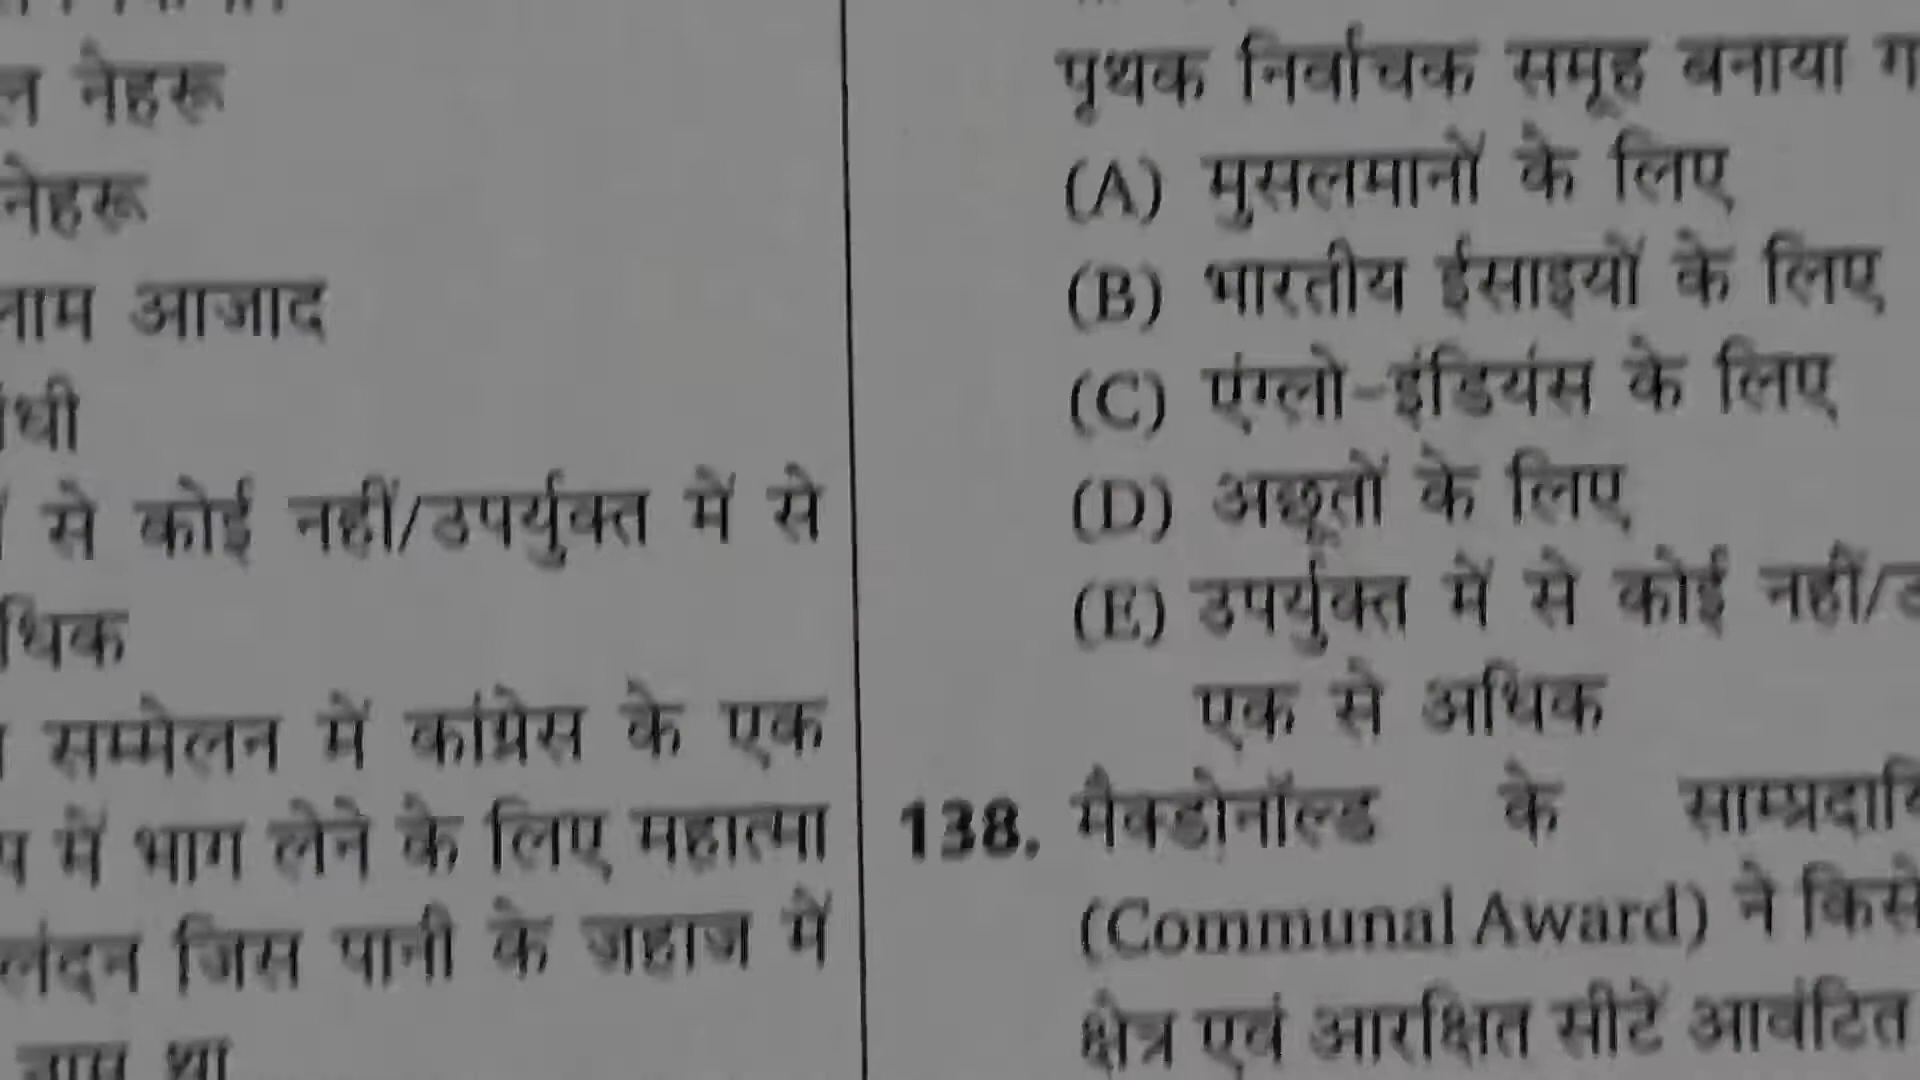 नेहरू
नेहरू
आजाद
से कोई नहीं/उपर्युक्त में से
सम्मेलन में कांग्रेस के एक
में भाग लेने के लिए महात्मा
लंदन जिस पानी के जहाज में
नाम था
पृथक निर्वाचक समूह बनाया
(A) मुसलमानों के लिए
(B) भारतीय ईसाइयों के लिए
(C) एंग्लो-इंडियंस के लिए
(D) अछूतों के लिए
(E) उपर्युक्त में से कोई नहीं/
एक से अधिक
138. मैक्डोनॉल्ड के
(Communal Award) ने
क्षेत्र एवं आरक्षित सीटें आवंटित